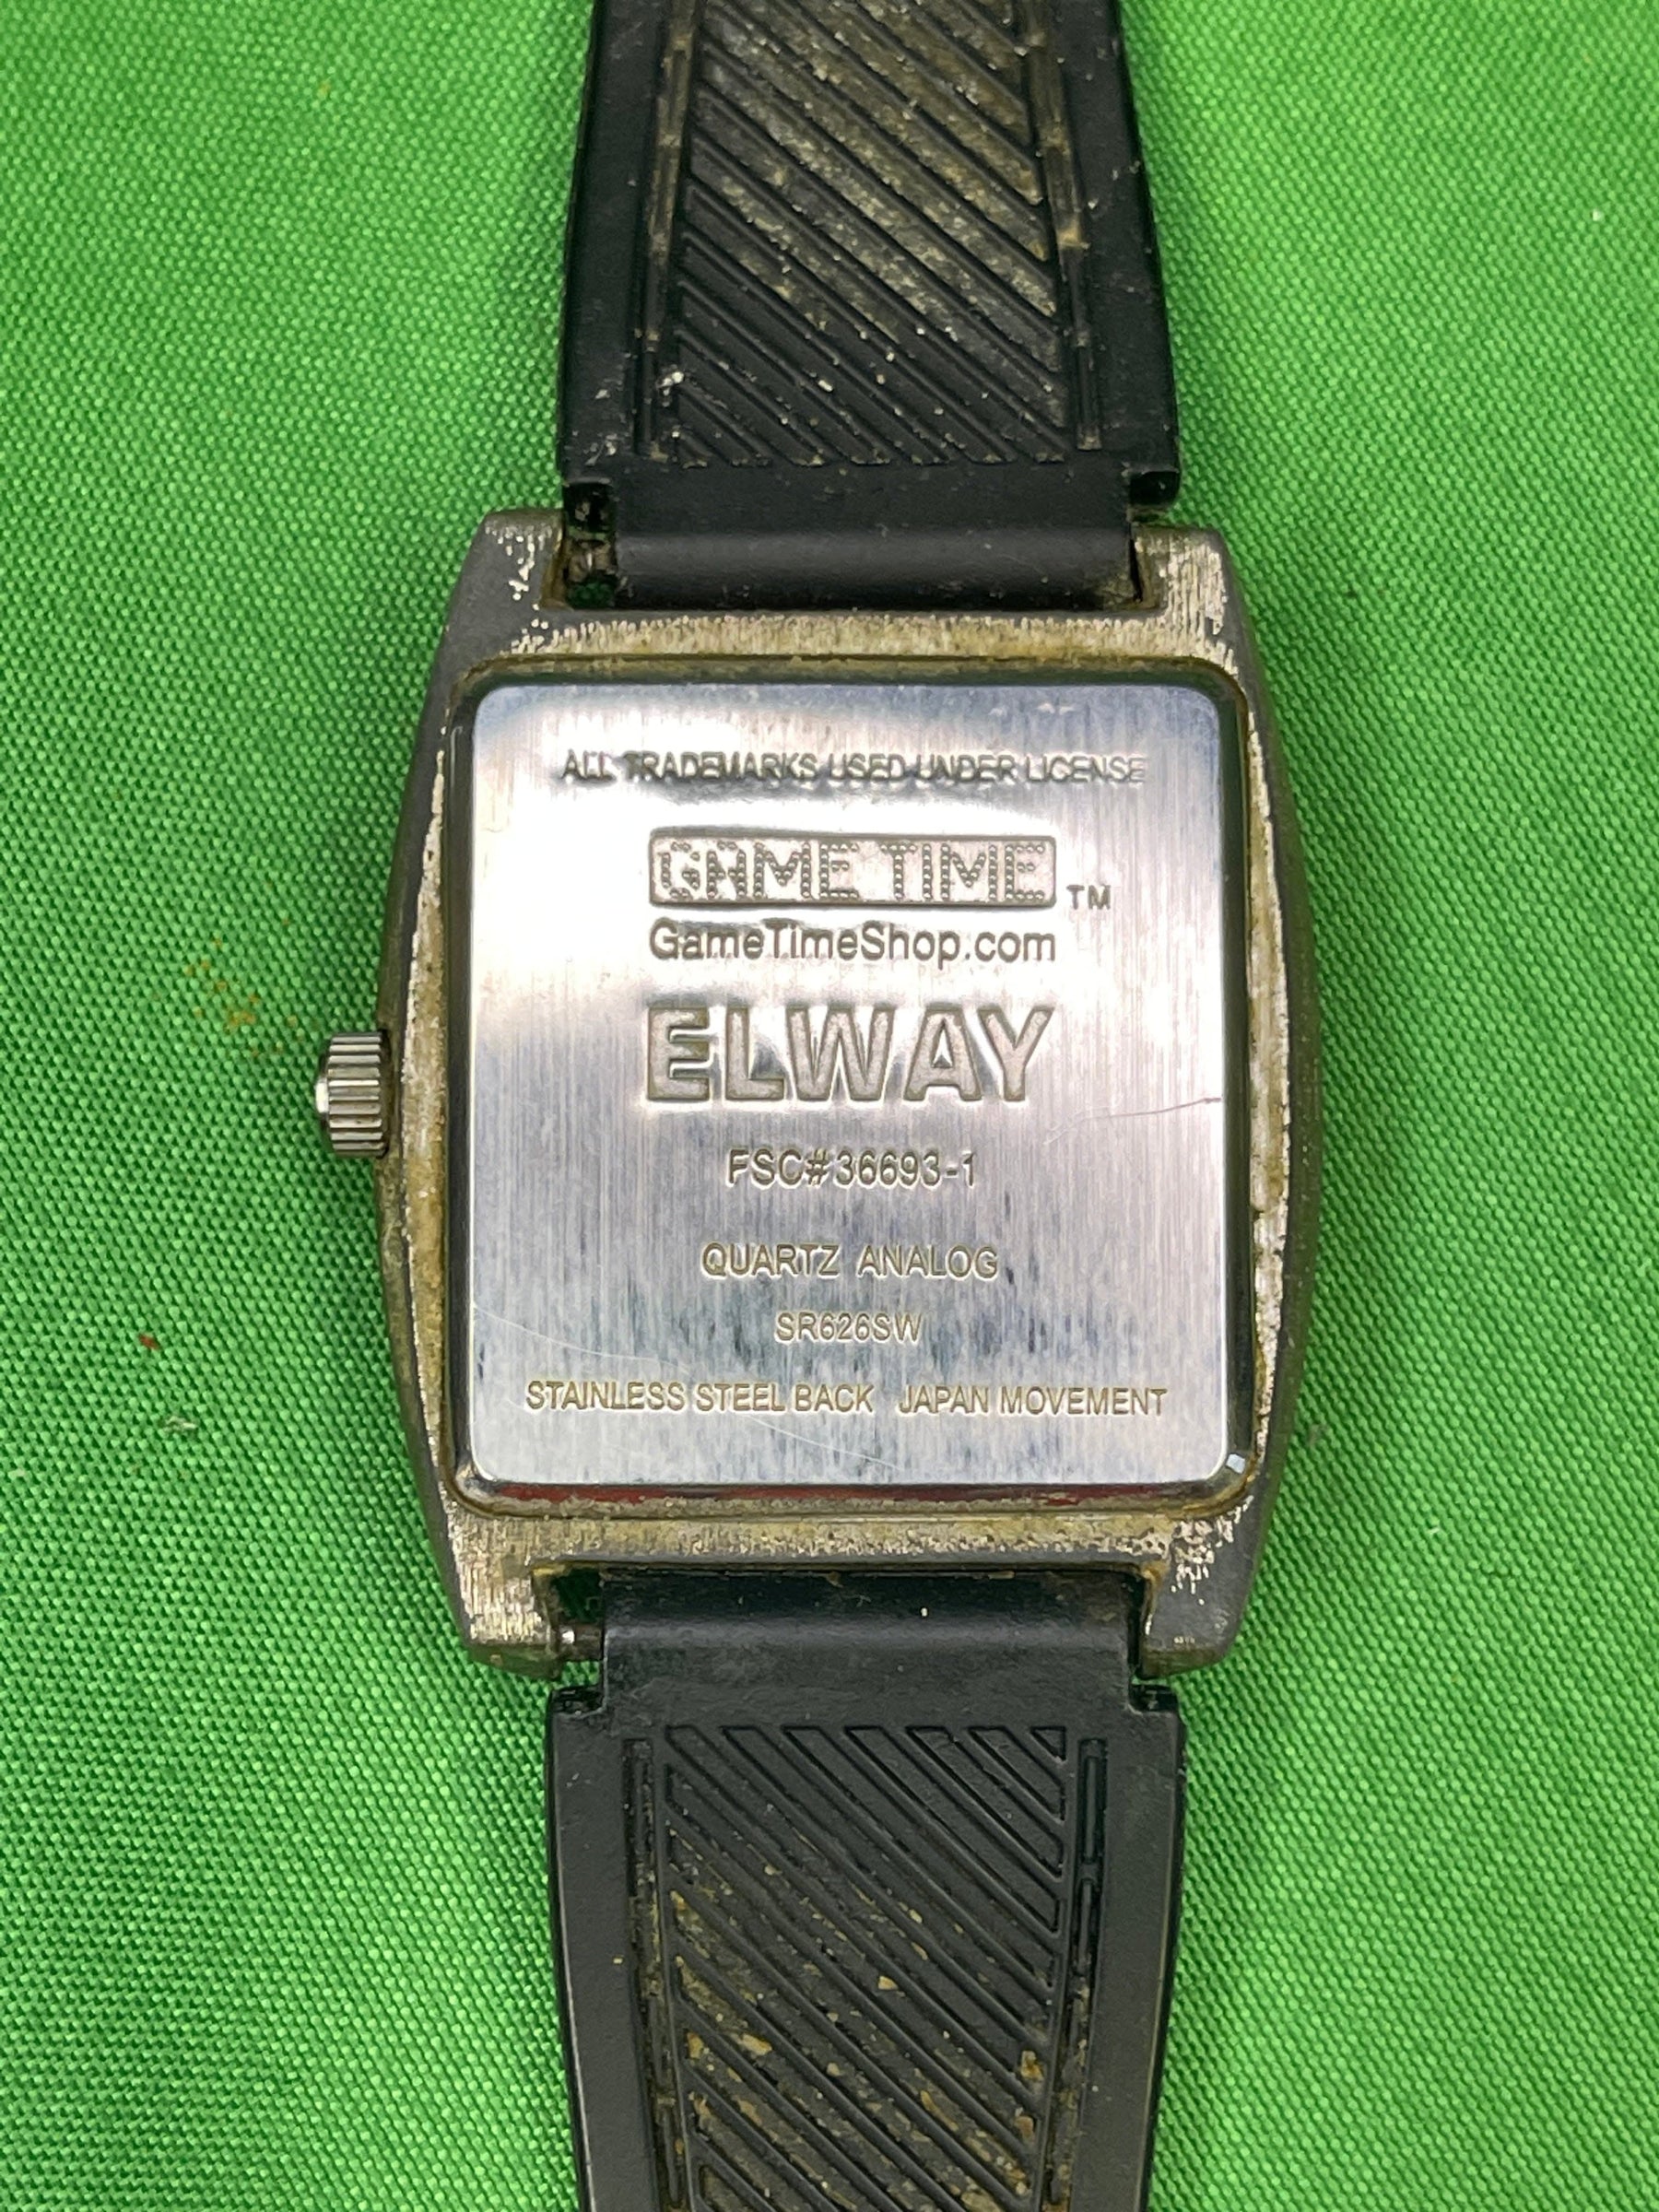 ALL TRADEMARKS USED UNDER LICENSE
GAME TIME TM
GameTimeShop.com
ELWAY
FSC#36693-1
QUARTZ ANALOG
SR626SW
STAINLESS STEEL BACK JAPAN MOVEMENT